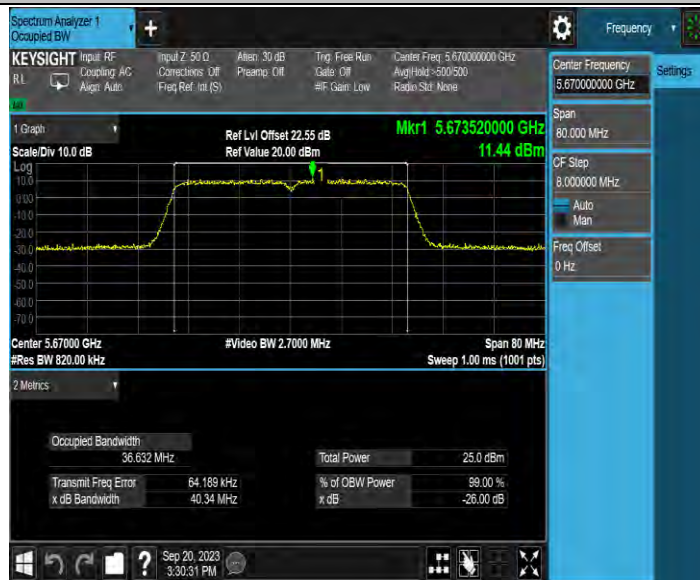 Spectrum Analyzer 1
Occupied BW
Frequency
KEYSIGHT
Input: RF
Coupling: AC
Align: Auto
RL
Input Z: 50 Ω
Corrections: Off
Freq Ref: Int (S)
Atten: 30 dB
Preamp: Off
Trig: Free Run
Gate: Off
#IF Gain: Low
Center Freq: 5.670000000 GHz
Avg|Hold:>500/500
Radio Std: None
Center Frequency
5.670000000 GHz
Settings
Span
80.000 MHz
CF Step
8.000000 MHz
Auto
Man
Freq Offset
0 Hz
1 Graph
Scale/Div 10.0 dB
Ref Lvl Offset 22.55 dB
Ref Value 20.00 dBm
Mkr1 5.673520000 GHz
11.44 dBm
Log
10.0
0.00
-10.0
-20.0
-30.0
-40.0
-50.0
-60.0
-70.0
1
Center 5.67000 GHz
#Video BW 2.7000 MHz
Span 80 MHz
#Res BW 820.00 kHz
Sweep 1.00 ms (1001 pts)
2 Metrics
Occupied Bandwidth
36.632 MHz
Total Power 25.0 dBm
Transmit Freq Error 64.189 kHz
% of OBW Power 99.00 %
x dB Bandwidth 40.34 MHz
x dB -26.00 dB
?
Sep 20, 2023
3:30:31 PM